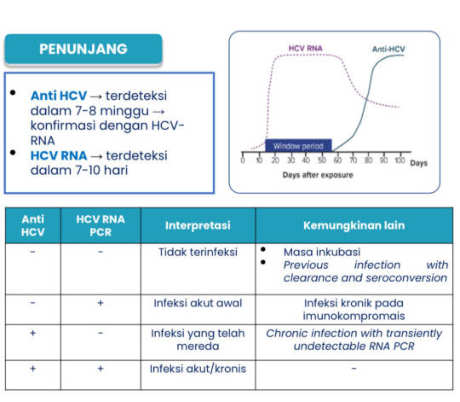 PENUNJANG
• Anti HCV → terdeteksi
dalam 7-8 minggu →
konfirmasi dengan HCV-
RNA
• HCV RNA → terdeteksi
dalam 7-10 hari
HCV RNA
Anti-HCV
Window period
0 10 20 30 40 50 60 70 80 90 100 Days
Days after exposure
Anti HCV
HCV RNA PCR
Interpretasi
Kemungkinan lain
-
-
Tidak terinfeksi
• Masa inkubasi
• Previous infection with
clearance and seroconversion
-
+
Infeksi akut awal
Infeksi kronik pada
imunokompromais
+
-
Infeksi yang telah
mereda
Chronic infection with transiently
undetectable RNA PCR
+
+
Infeksi akut/kronis
-